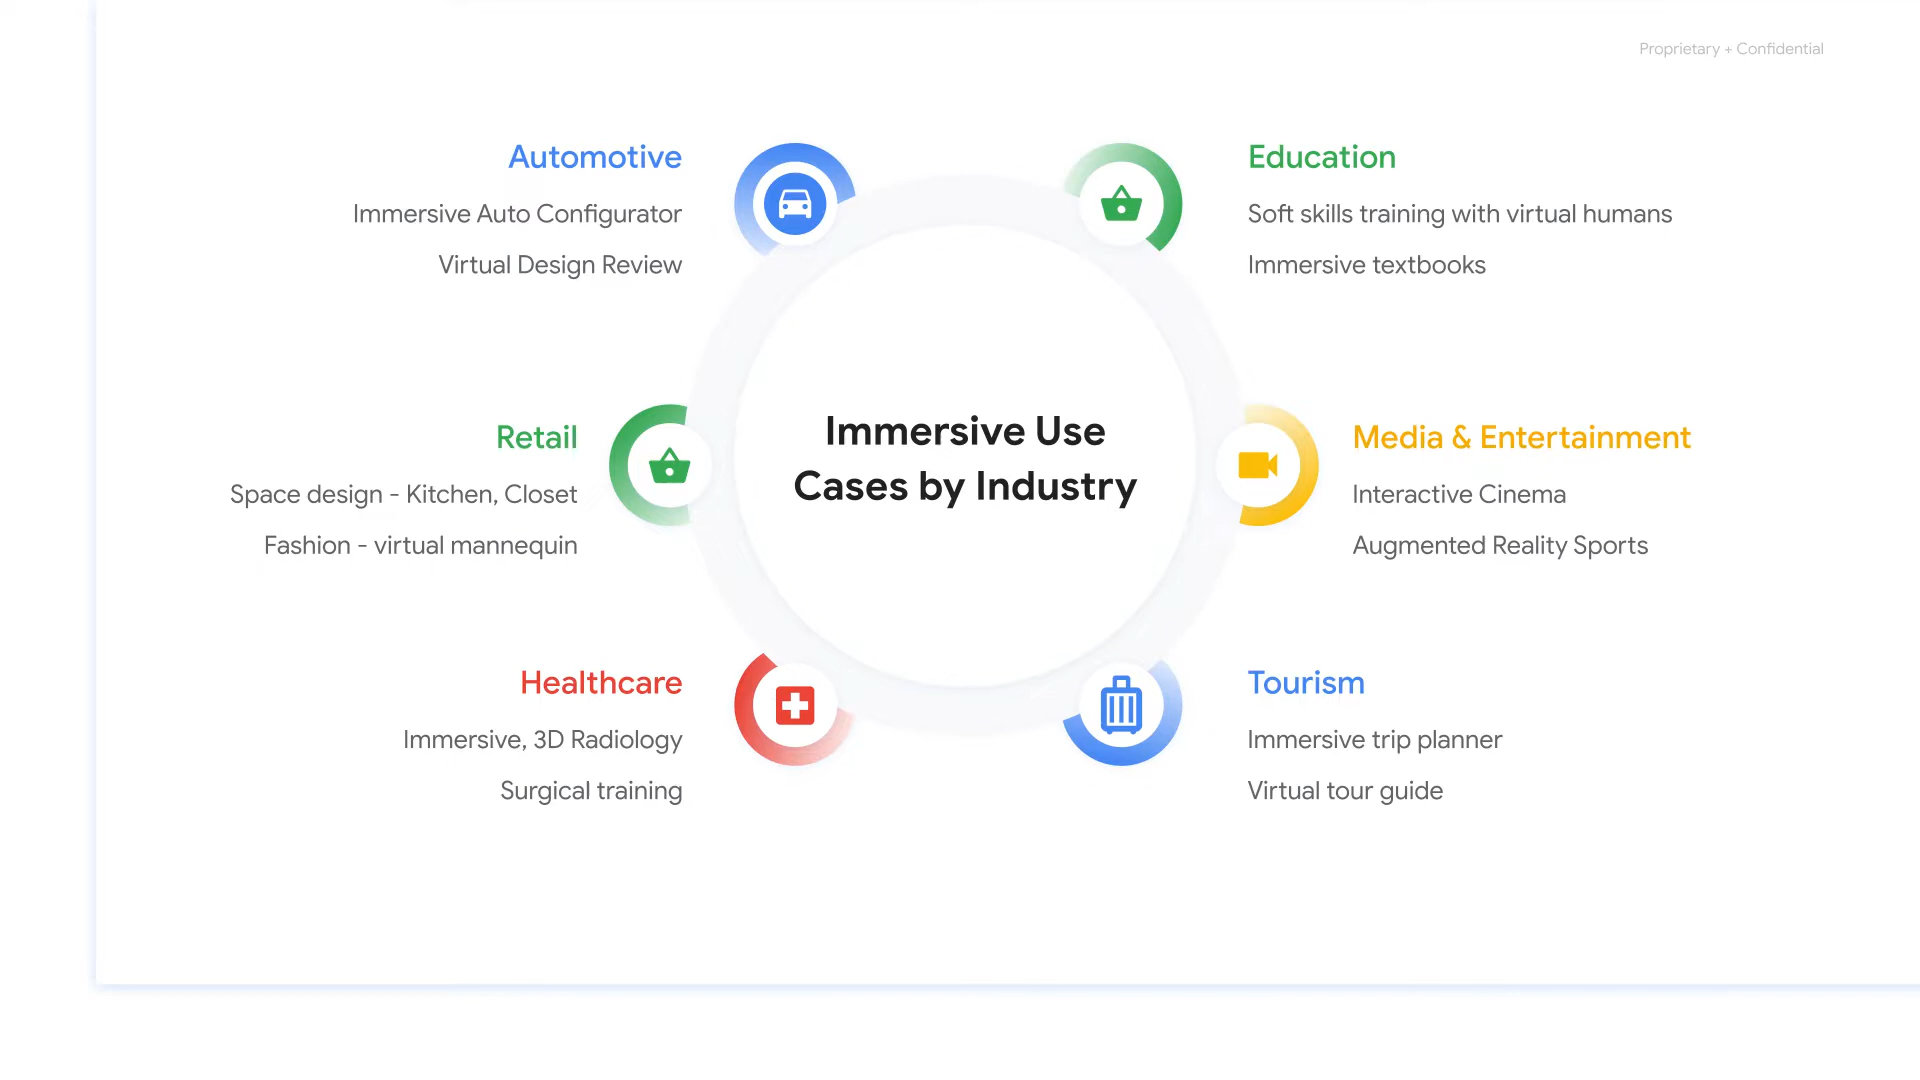 Proprietary + Confidential
Automotive
Immersive Auto Configurator
Virtual Design Review
Education
Soft skills training with virtual humans
Immersive textbooks
Retail
Space design - Kitchen, Closet
Fashion - virtual mannequin
Immersive Use
Cases by Industry
Media & Entertainment
Interactive Cinema
Augmented Reality Sports
Healthcare
Immersive, 3D Radiology
Surgical training
Tourism
Immersive trip planner
Virtual tour guide